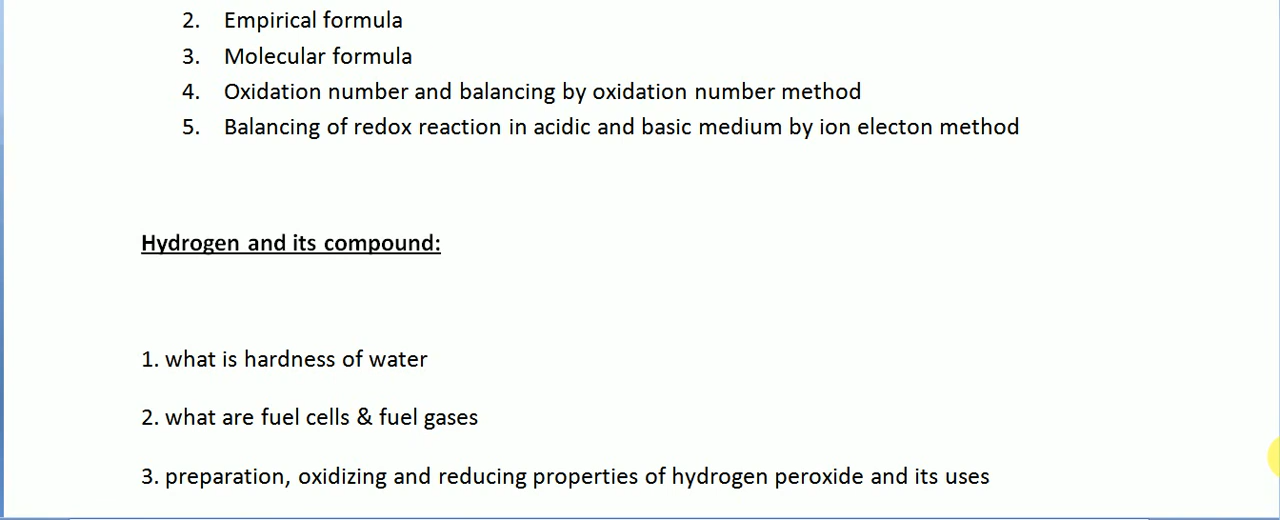 2. Empirical formula
3. Molecular formula
4. Oxidation number and balancing by oxidation number method
5. Balancing of redox reaction in acidic and basic medium by ion electon method
Hydrogen and its compound:
1. what is hardness of water
2. what are fuel cells & fuel gases
3. preparation, oxidizing and reducing properties of hydrogen peroxide and its uses